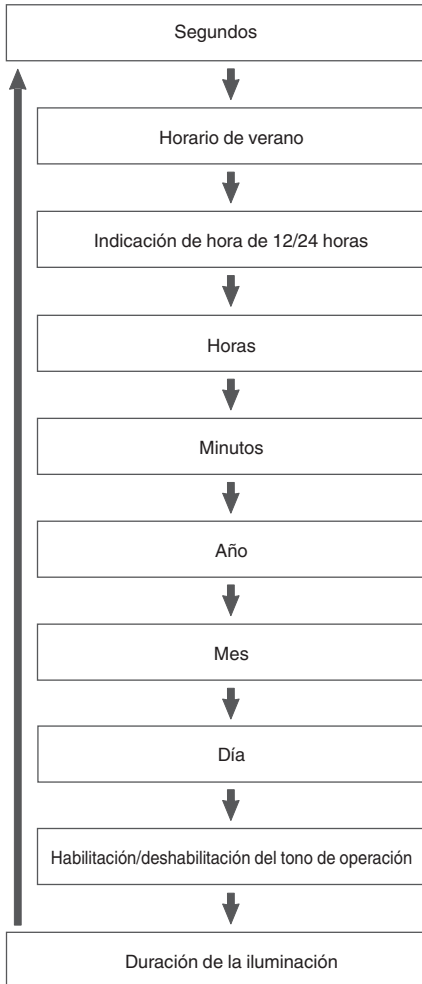 Segundos
Horario de verano
Indicación de hora de 12/24 horas
Horas
Minutos
Año
Mes
Día
Habilitación/deshabilitación del tono de operación
Duración de la iluminación